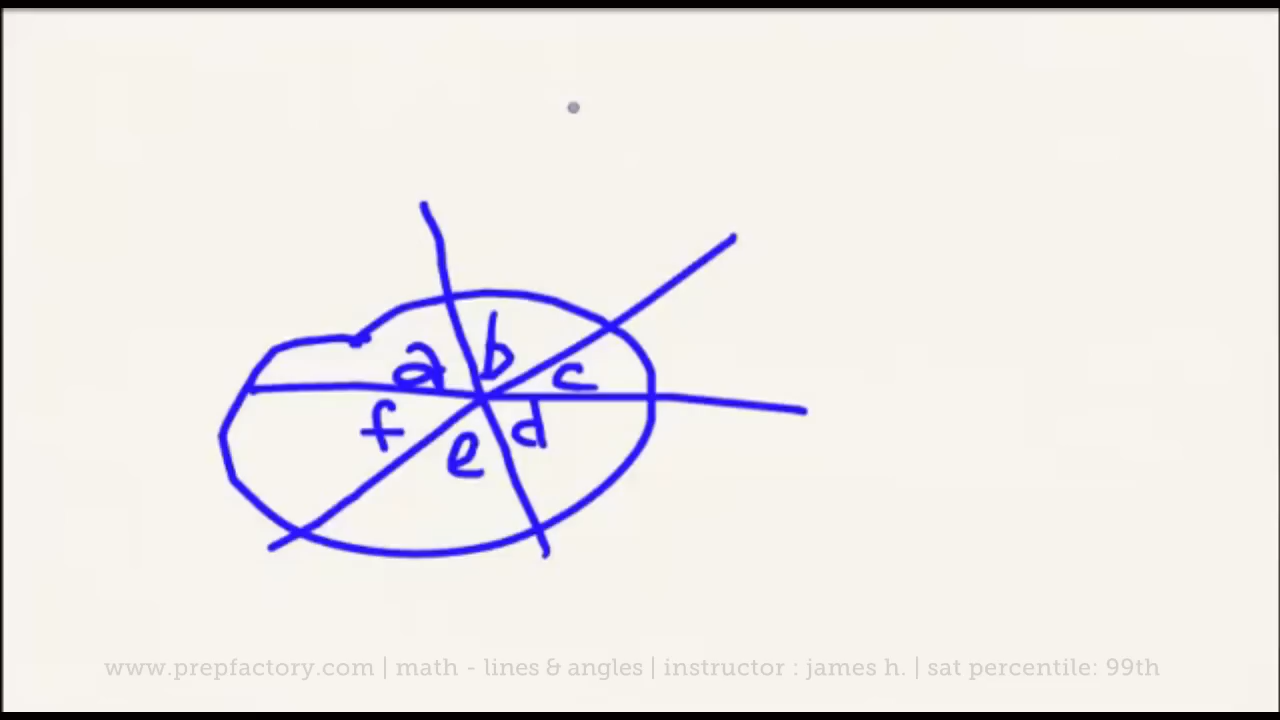 a b c
f e d
www.prepfactory.com | math - lines & angles | instructor : james h. | sat percentile: 99th